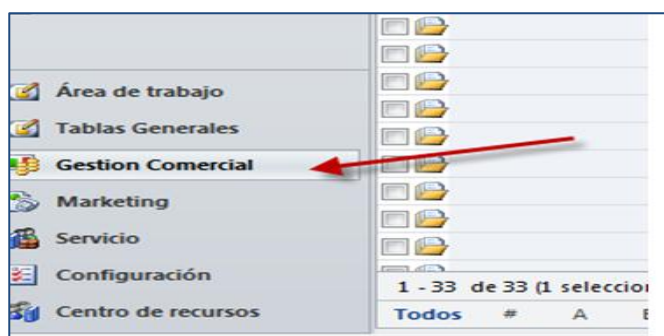 Área de trabajo
Tablas Generales
Gestion Comercial
Marketing
Servicio
Configuración
Centro de recursos
1 - 33 de 33 (1 seleccio
Todos # A